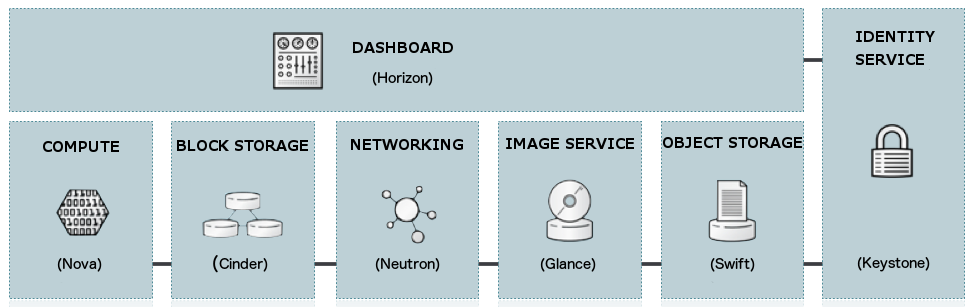 DASHBOARD
(Horizon)
IDENTITY
SERVICE
COMPUTE
(Nova)
BLOCK STORAGE
(Cinder)
NETWORKING
(Neutron)
IMAGE SERVICE
(Glance)
OBJECT STORAGE
(Swift)
(Keystone)